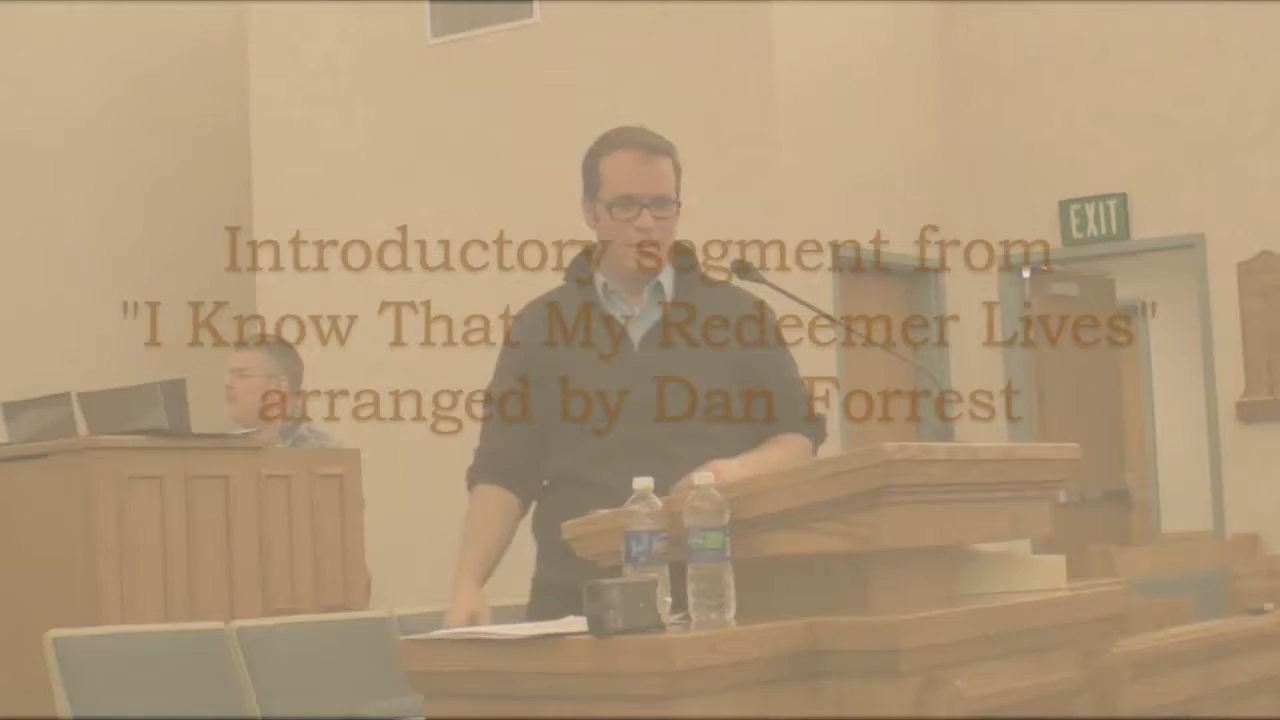 Introductory segment from
"I Know That My Redeemer Lives"
arranged by Dan Forrest
EXIT